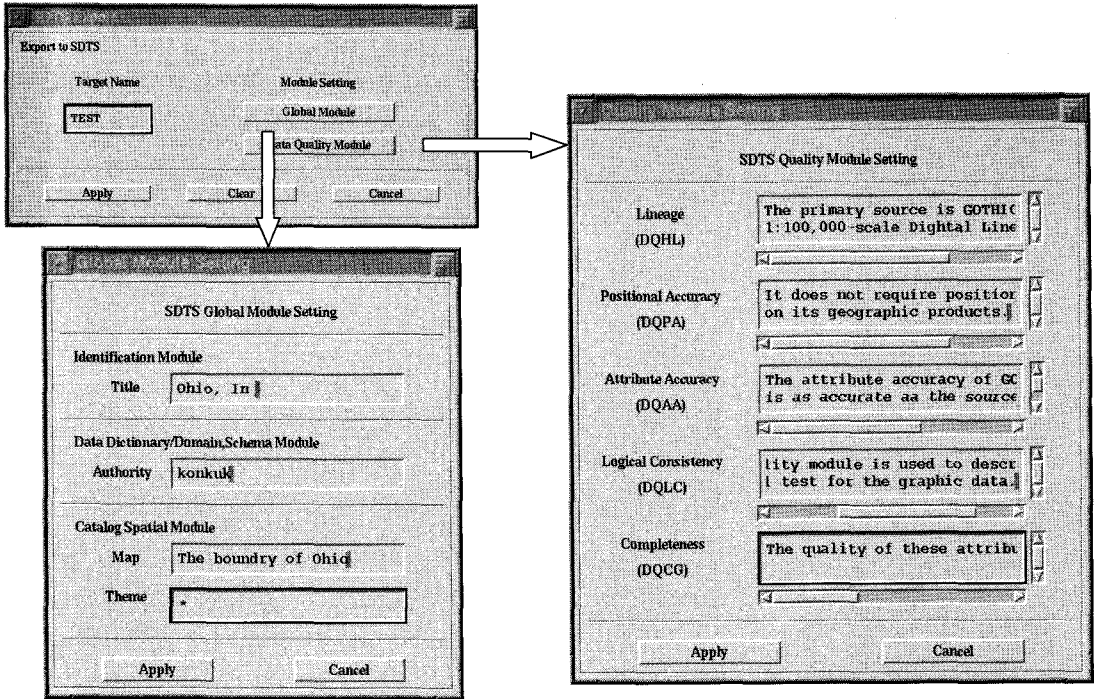 Export to SDTS
Target Name
Module Setting
TEST
Global Module
ata Quality Module
Apply
Clear
Cancel
Global Module Setting
SDTS Global Module Setting
Identification Module
Title
Ohio, In
Data Dictionary/Domain,Schema Module
Authority
konkuk
Catalog Spatial Module
Map
The boundry of Ohio
Theme
*
Apply
Cancel
SDTS Quality Module Setting
Lineage
(DQHL)
The primary source is GOTHIC
1:100,000-scale Dightal Line
Positional Accuracy
(DQPA)
It does not require position
on its geographic products.
Attribute Accuracy
(DQAA)
The attribute accuracy of GO
is as accurate aa the source
Logical Consistency
(DQLC)
lity module is used to descr
l test for the graphic data.
Completeness
(DQCG)
The quality of these attribu
Apply
Cancel